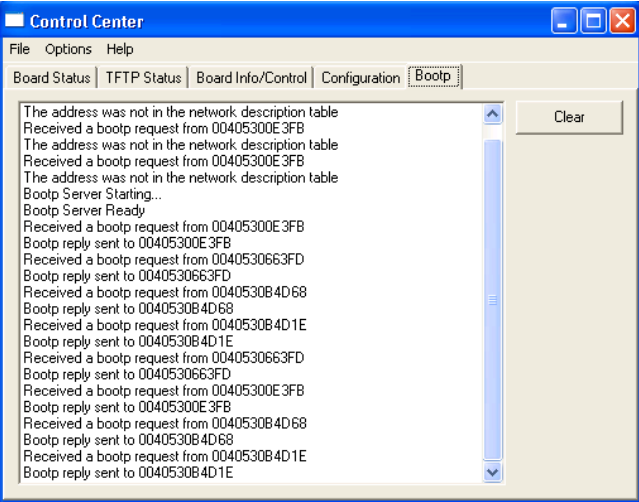 Control Center
File Options Help
Board Status TFTP Status Board Info/Control Configuration Bootp
The address was not in the network description table
Received a bootp request from 00405300E3FB
The address was not in the network description table
Received a bootp request from 00405300E3FB
The address was not in the network description table
Bootp Server Starting...
Bootp Server Ready
Received a bootp request from 00405300E3FB
Bootp reply sent to 00405300E3FB
Received a bootp request from 0040530663FD
Bootp reply sent to 0040530663FD
Received a bootp request from 0040530B4D68
Bootp reply sent to 0040530B4D68
Received a bootp request from 0040530B4D1E
Bootp reply sent to 0040530B4D1E
Received a bootp request from 0040530663FD
Bootp reply sent to 0040530663FD
Received a bootp request from 00405300E3FB
Bootp reply sent to 00405300E3FB
Received a bootp request from 0040530B4D68
Bootp reply sent to 0040530B4D68
Received a bootp request from 0040530B4D1E
Bootp reply sent to 0040530B4D1E
Clear